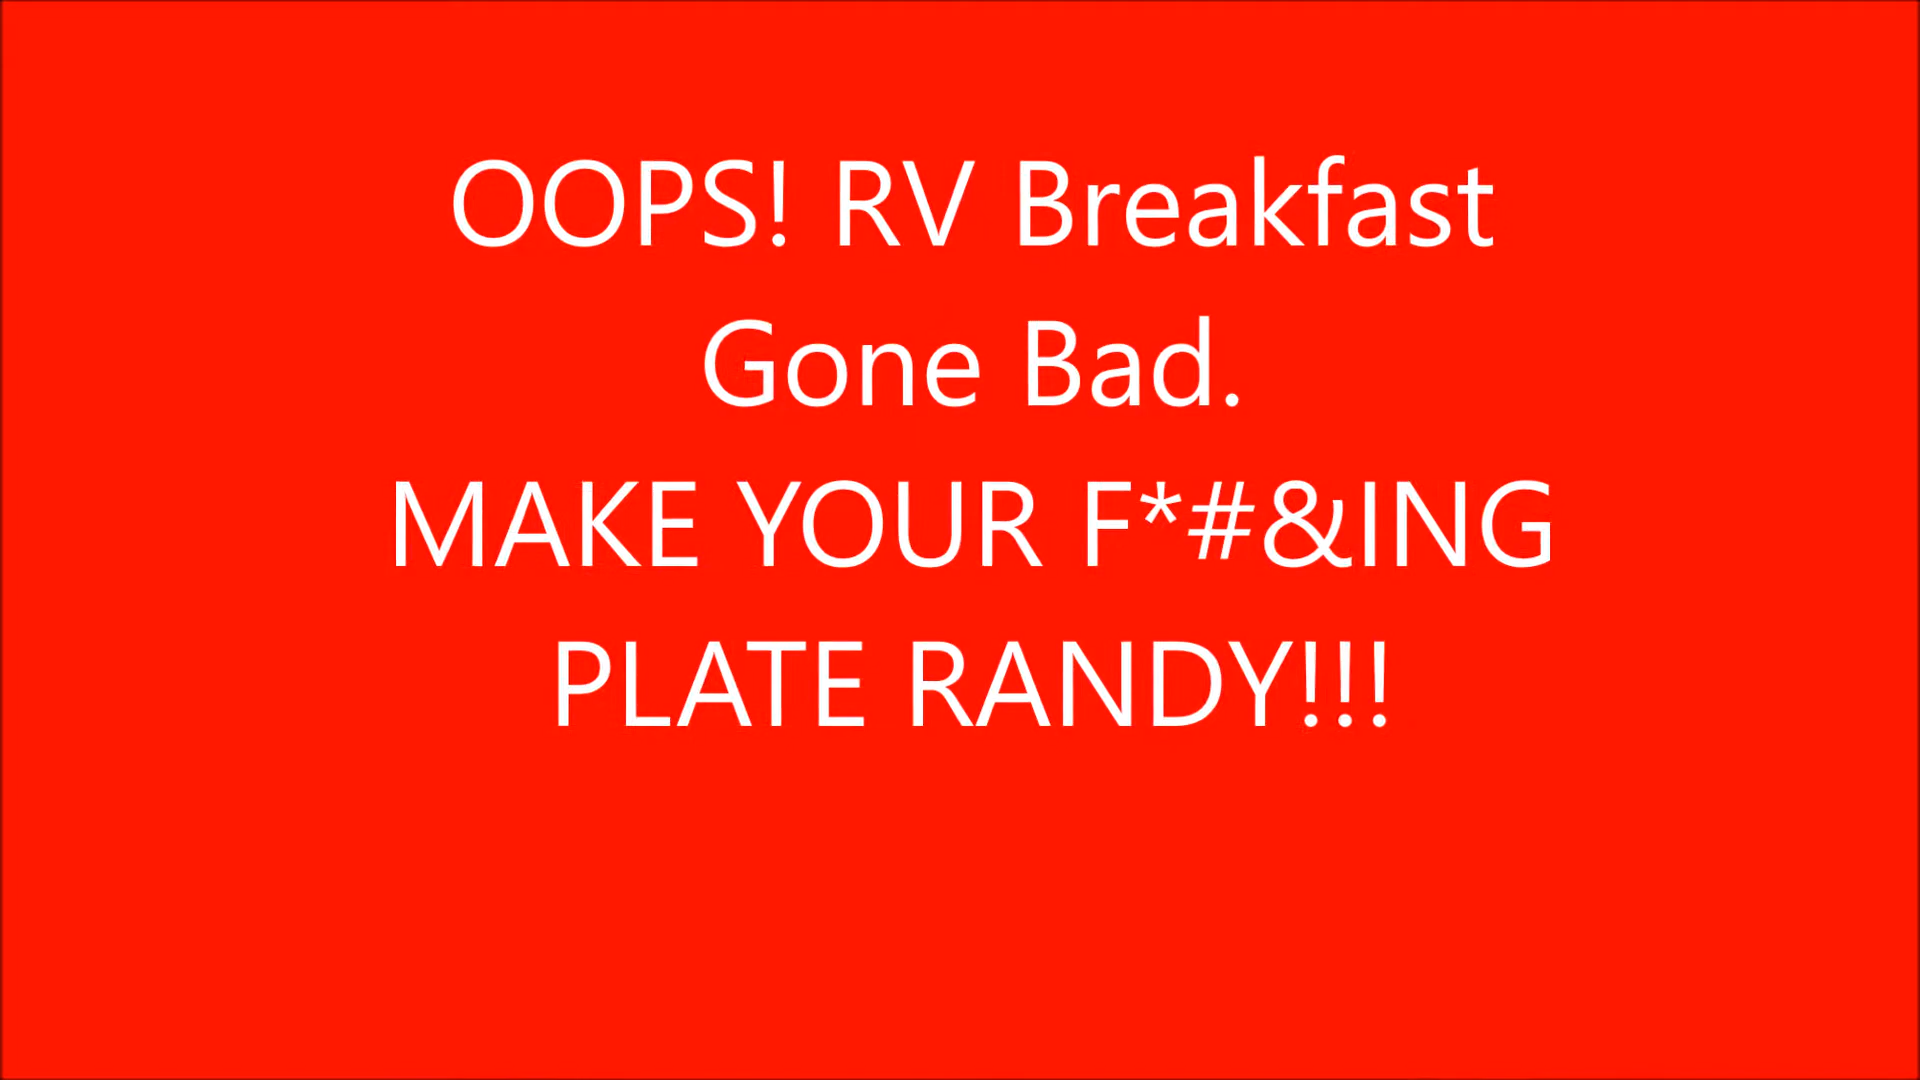 OOPS! RV Breakfast
Gone Bad.
MAKE YOUR F*#&ING
PLATE RANDY!!!